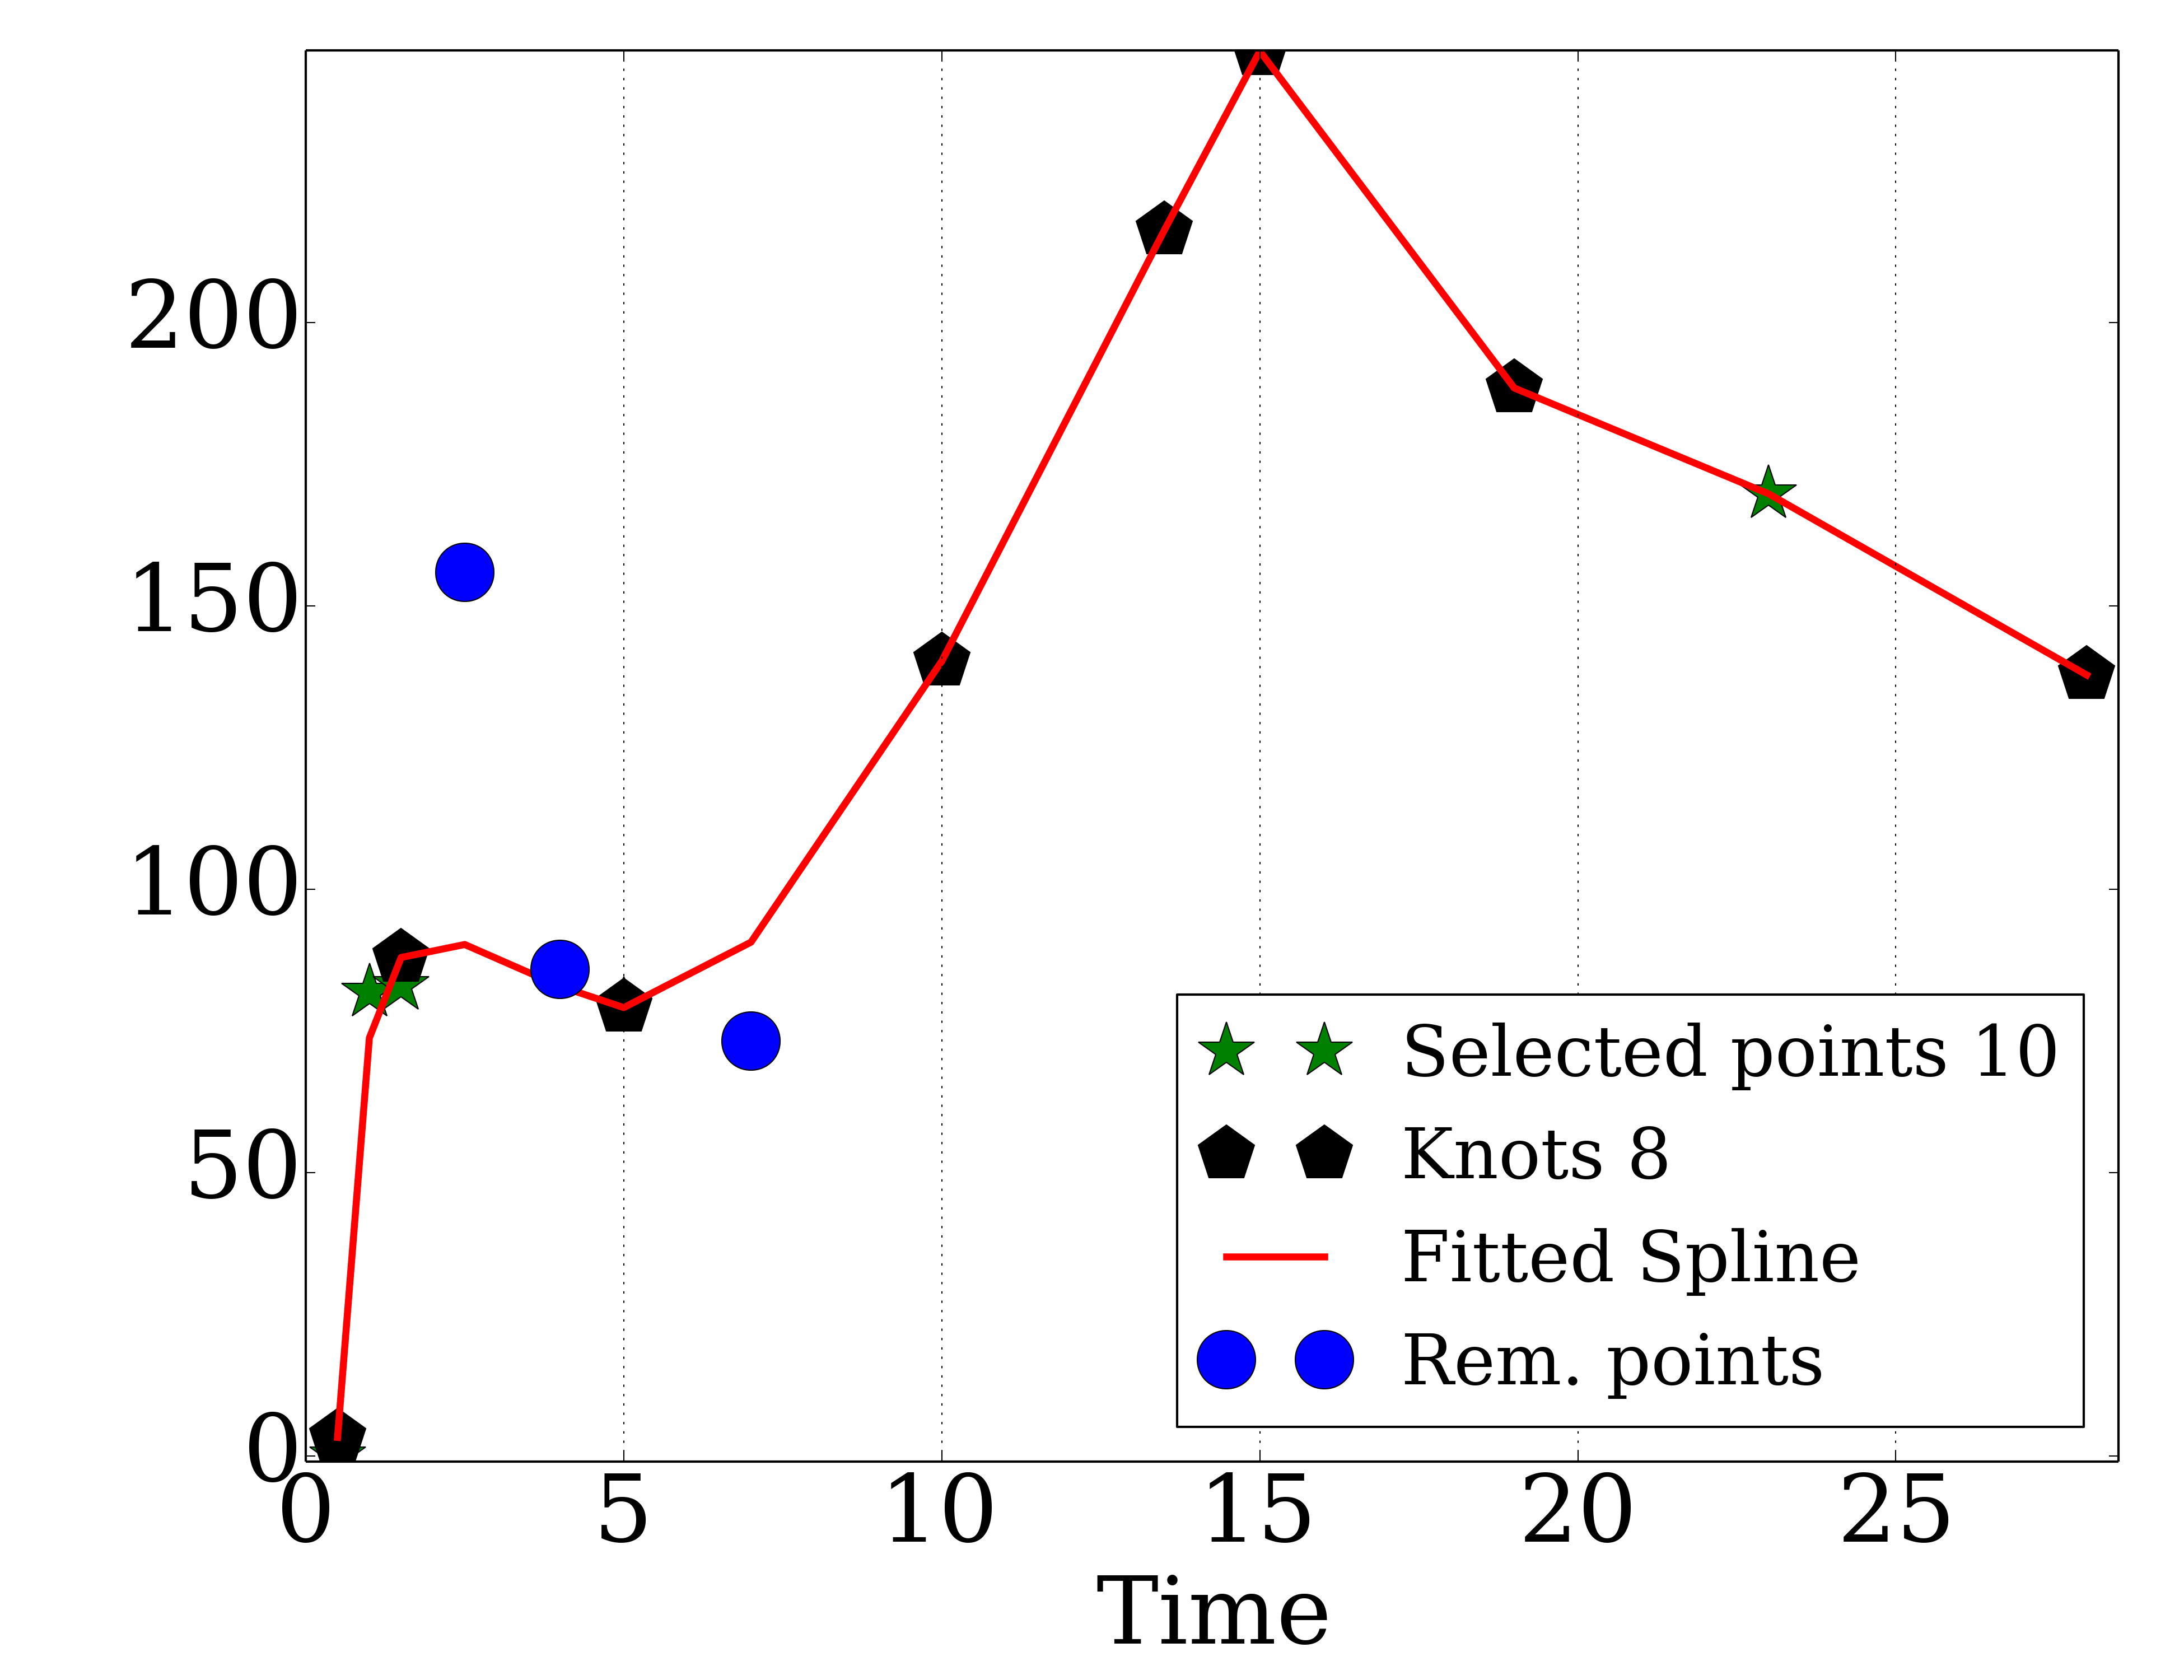 200
150
100
50
0
0 5 10 15 20 25
Time
Selected points 10
Knots 8
Fitted Spline
Rem. points